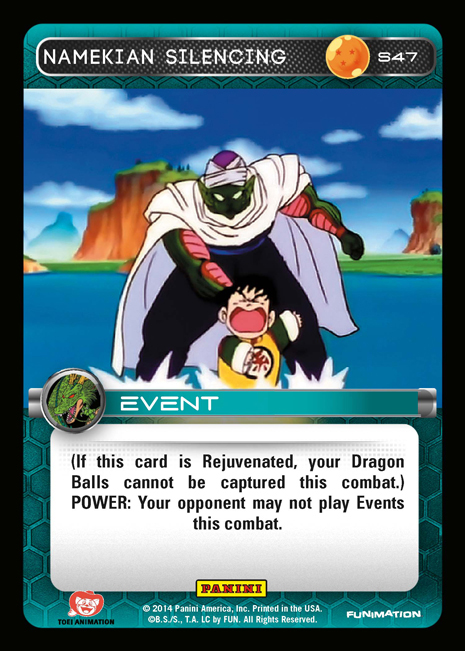 NAMEKIAN SILENCING S47
EVENT
(If this card is Rejuvenated, your Dragon
Balls cannot be captured this combat.)
POWER: Your opponent may not play Events
this combat.
PANINI
TOEI ANIMATION
© 2014 Panini America, Inc. Printed in the USA.
©B.S./S., T.A. LC by FUN. All Rights Reserved.
FUNIMATION